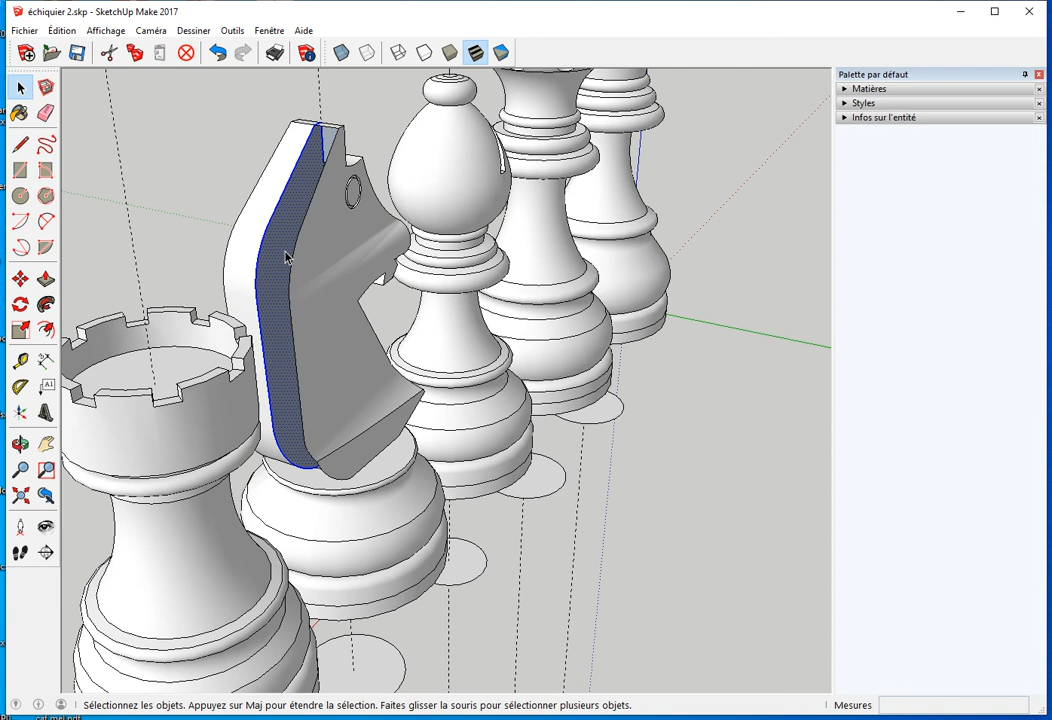 échiquier 2.skp - SketchUp Make 2017
Fichier Édition Affichage Caméra Dessiner Outils Fenêtre Aide
Palette par défaut
Matières
Styles
Infos sur l'entité
A1
Sélectionnez les objets. Appuyez sur Maj pour étendre la sélection. Faites glisser la souris pour sélectionner plusieurs objets.
Mesures